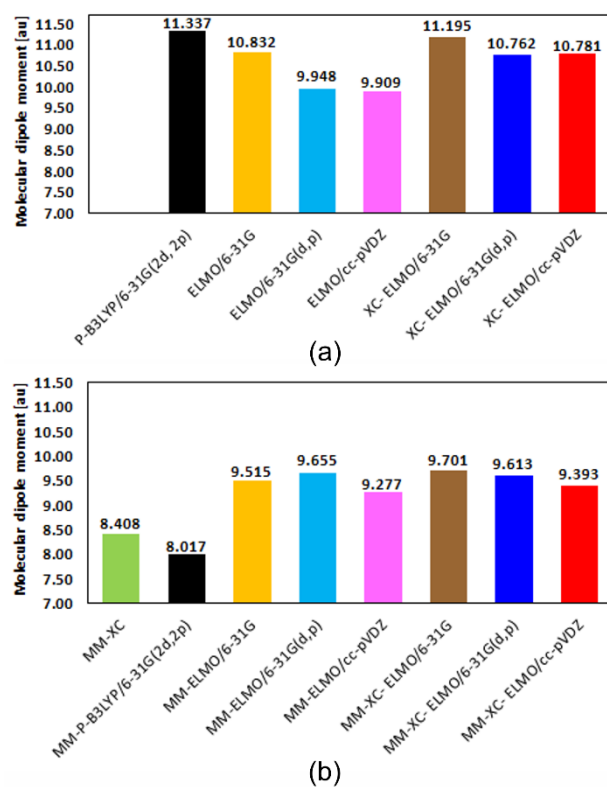 Molecular dipole moment [au]
11.50
11.00
10.50
10.00
9.50
9.00
8.50
8.00
7.50
7.00
11.337
10.832
9.948
9.909
11.195
10.762
10.781
P-B3LYP/6-31G(2d, 2p)
ELMO/6-31G
ELMO/6-31G(d,p)
ELMO/cc-pVDZ
XC- ELMO/6-31G
XC- ELMO/6-31G(d,p)
XC- ELMO/cc-pVDZ
(a)
Molecular dipole moment [au]
11.50
11.00
10.50
10.00
9.50
9.00
8.50
8.00
7.50
7.00
8.408
8.017
9.515
9.655
9.277
9.701
9.613
9.393
MM-XC
MM-P-B3LYP/6-31G(2d,2p)
MM-ELMO/6-31G
MM-ELMO/6-31G(d,p)
MM-ELMO/cc-pVDZ
MM-XC- ELMO/6-31G
MM-XC- ELMO/6-31G(d,p)
MM-XC- ELMO/cc-pVDZ
(b)